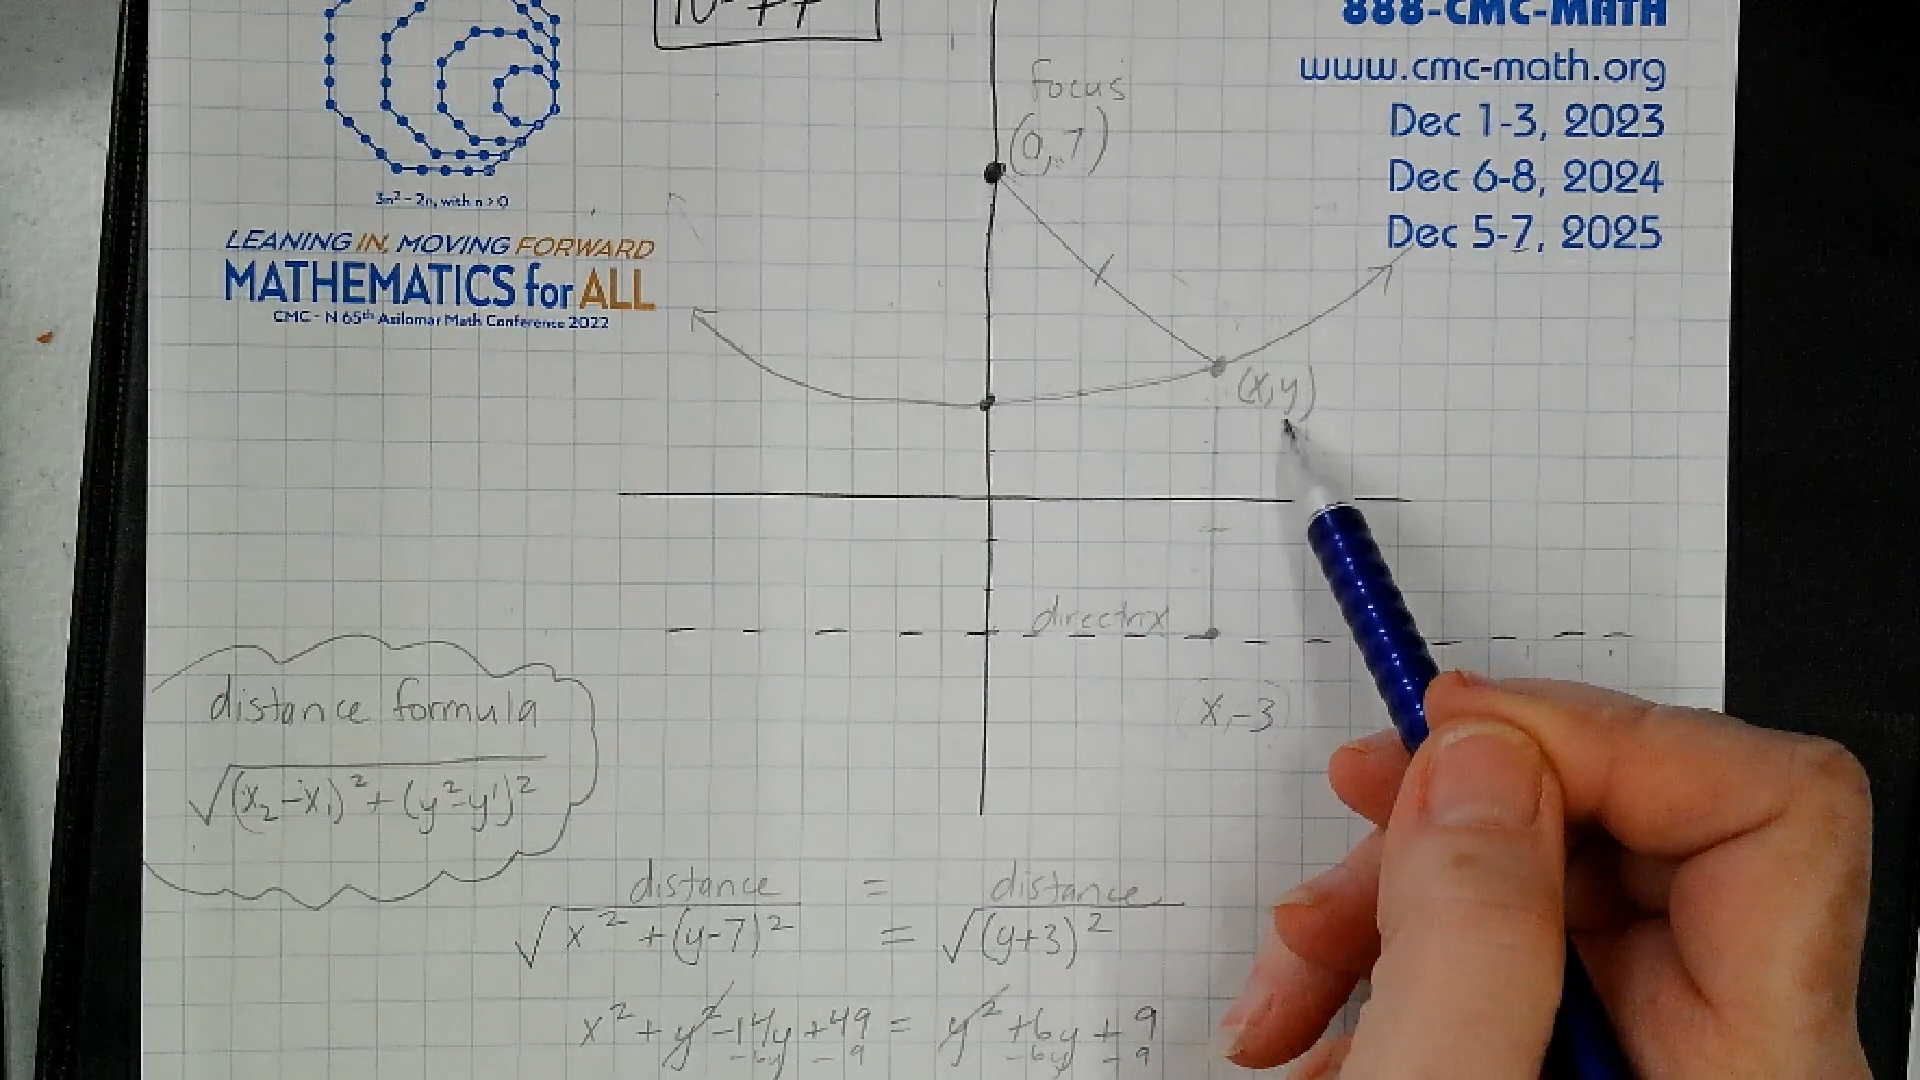 888-CMC-MATH
www.cmc-math.org
Dec 1-3, 2023
Dec 6-8, 2024
Dec 5-7, 2025
3n² - 2n, with n > 0
LEANING IN, MOVING FORWARD
MATHEMATICS for ALL
CMC - N 65th Asilomar Math Conference 2022
focus
(0, 7)
(x, y)
directrix
x, -3
distance formula
√(x₂-x₁)² + (y²-y¹)²
distance = distance
√x² + (y-7)² = √(y+3)²
x² + y² - 14y + 49 = y² + 6y + 9
-6y - 9 -6y - 9